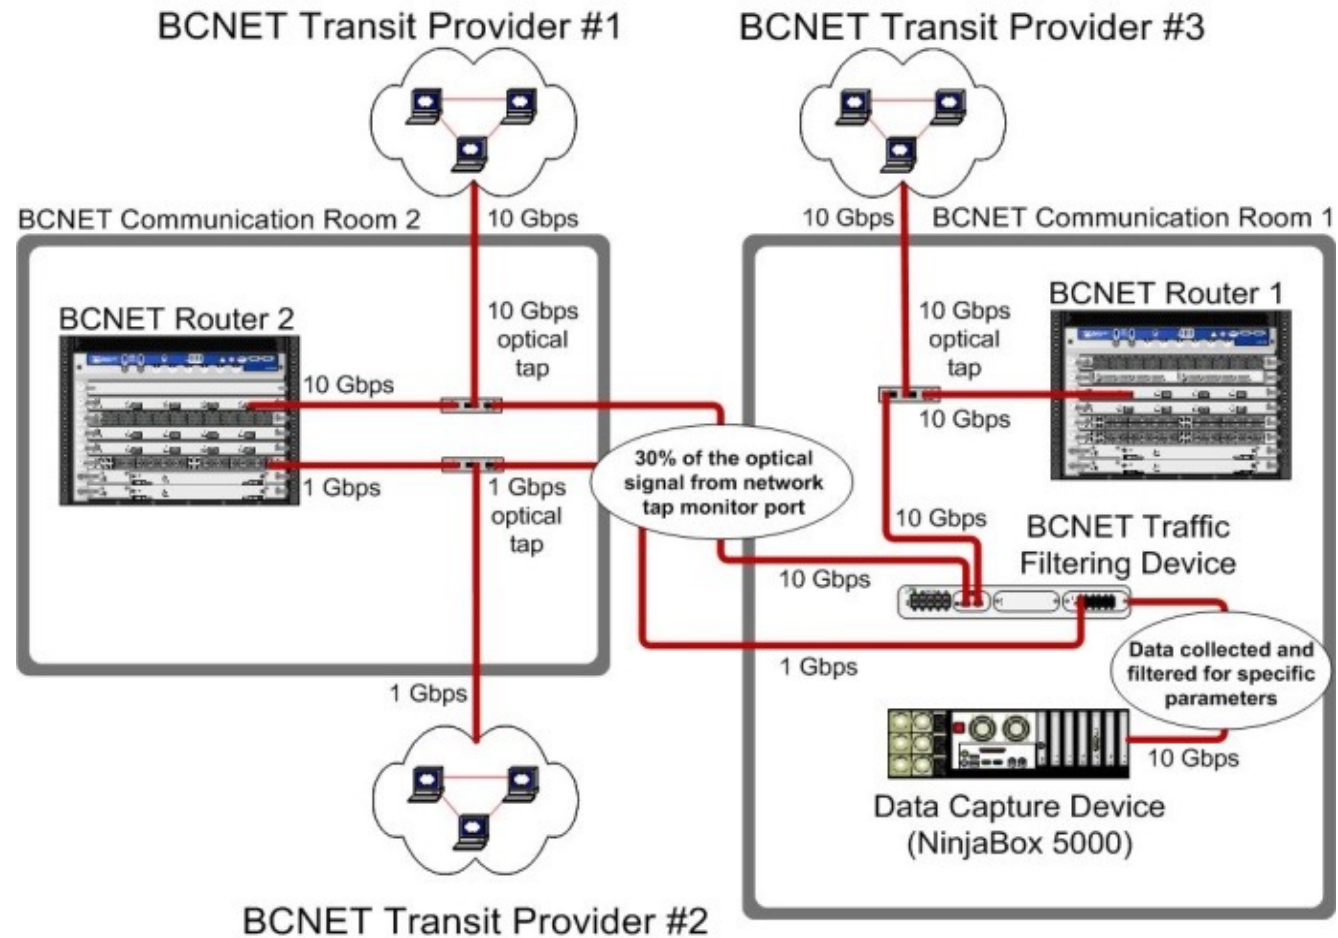 BCNET Transit Provider #1
BCNET Transit Provider #3
10 Gbps
10 Gbps
BCNET Communication Room 2
BCNET Communication Room 1
BCNET Router 2
10 Gbps
optical
tap
10 Gbps
10 Gbps
optical
tap
BCNET Router 1
10 Gbps
1 Gbps
1 Gbps
optical
tap
30% of the optical
signal from network
tap monitor port
10 Gbps
BCNET Traffic
Filtering Device
10 Gbps
1 Gbps
Data collected and
filtered for specific
parameters
1 Gbps
10 Gbps
Data Capture Device
(NinjaBox 5000)
BCNET Transit Provider #2